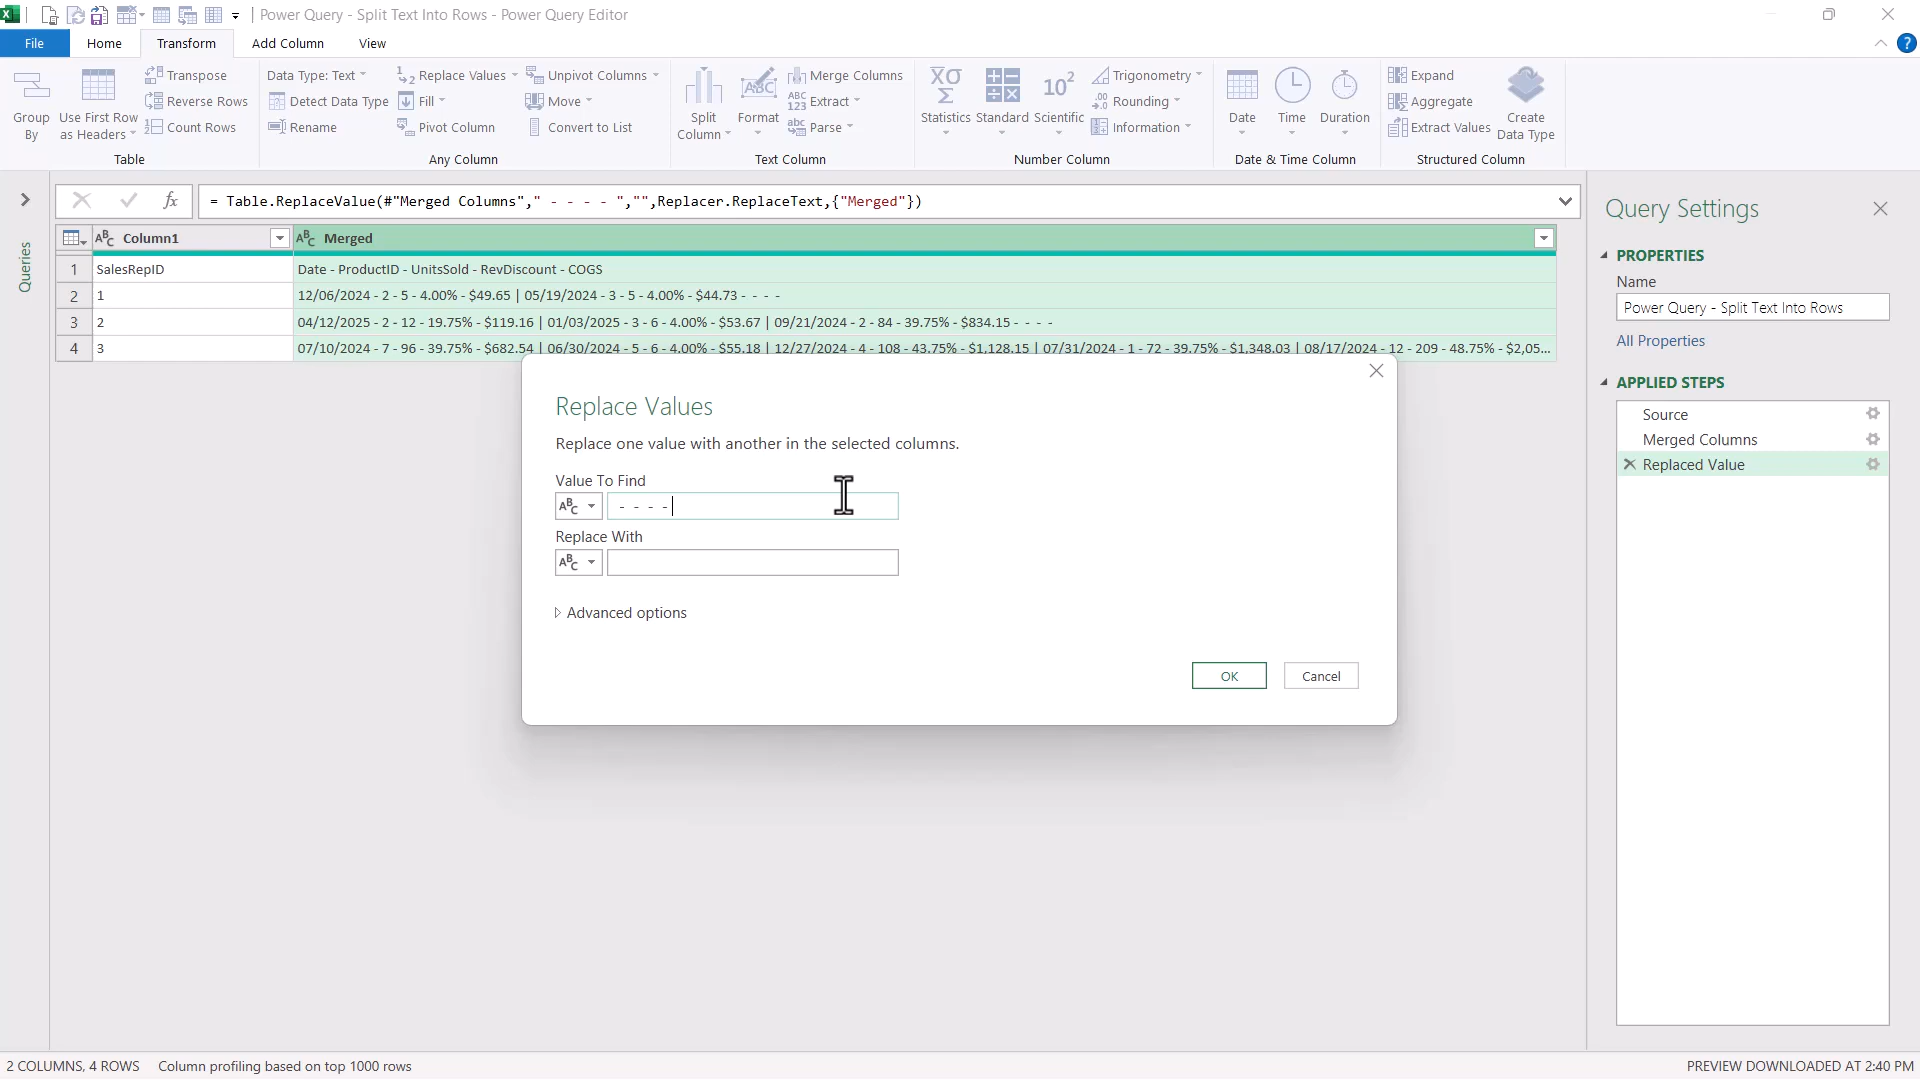 Power Query - Split Text Into Rows - Power Query Editor
File Home Transform Add Column View
Group By
Use First Row as Headers
Transpose
Reverse Rows
Count Rows
Table
Data Type: Text
Detect Data Type
Rename
Replace Values
Fill
Pivot Column
Unpivot Columns
Move
Convert to List
Any Column
Split Column
Format
Merge Columns
Extract
Parse
Text Column
Statistics
Standard
Scientific
Trigonometry
Rounding
Information
Number Column
Date
Time
Duration
Date & Time Column
Expand
Aggregate
Extract Values
Create Data Type
Structured Column
Queries
= Table.ReplaceValue(#"Merged Columns"," - - - - ","",Replacer.ReplaceText,{"Merged"})
Column1 Merged
1 SalesRepID Date - ProductID - UnitsSold - RevDiscount - COGS
2 1 12/06/2024 - 2 - 5 - 4.00% - $49.65 | 05/19/2024 - 3 - 5 - 4.00% - $44.73 - - - -
3 2 04/12/2025 - 2 - 12 - 19.75% - $119.16 | 01/03/2025 - 3 - 6 - 4.00% - $53.67 | 09/21/2024 - 2 - 84 - 39.75% - $834.15 - - - -
4 3 07/10/2024 - 7 - 96 - 39.75% - $682.54 | 06/30/2024 - 5 - 6 - 4.00% - $55.18 | 12/27/2024 - 4 - 108 - 43.75% - $1,128.15 | 07/31/2024 - 1 - 72 - 39.75% - $1,348.03 | 08/17/2024 - 12 - 209 - 48.75% - $2,05...
Replace Values
Replace one value with another in the selected columns.
Value To Find
ABC - - - -
Replace With
ABC
Advanced options
OK Cancel
Query Settings
PROPERTIES
Name
Power Query - Split Text Into Rows
All Properties
APPLIED STEPS
Source
Merged Columns
Replaced Value
2 COLUMNS, 4 ROWS Column profiling based on top 1000 rows
PREVIEW DOWNLOADED AT 2:40 PM